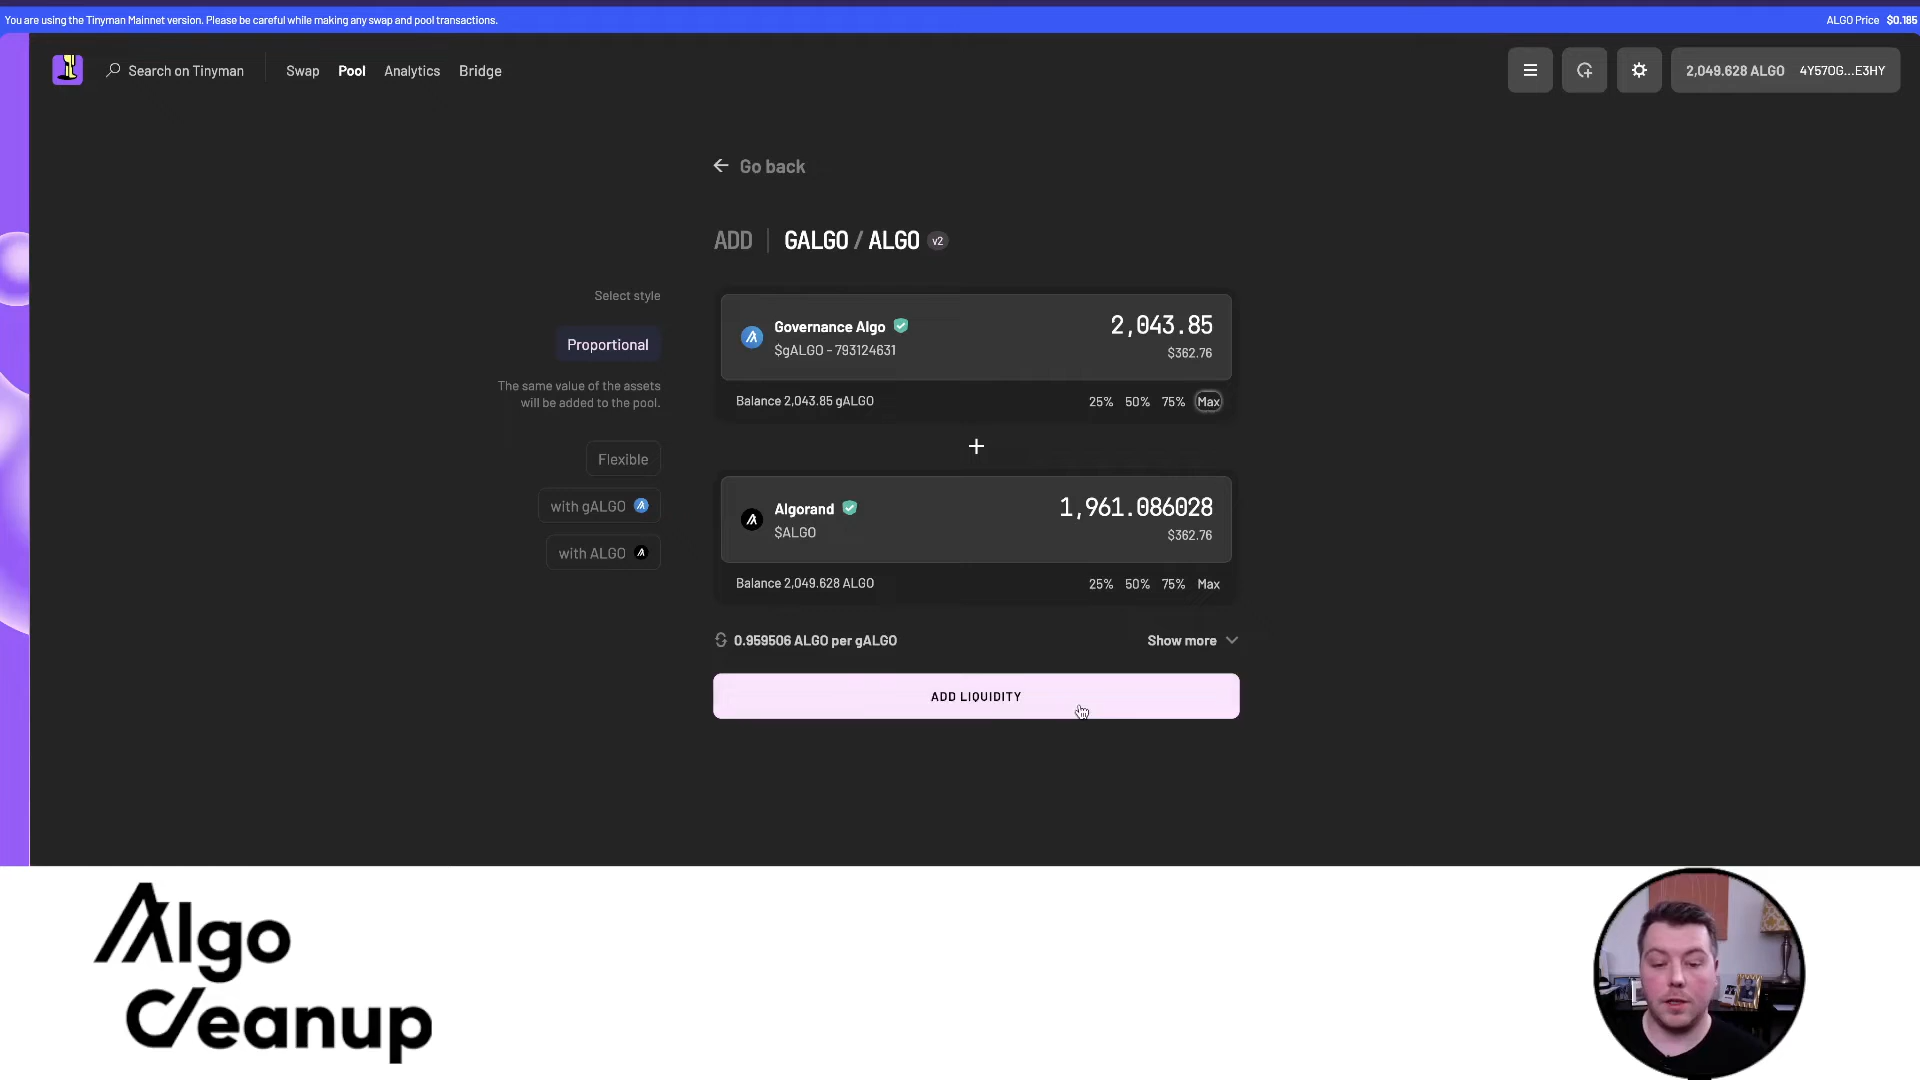 You are using the Tinyman Mainnet version. Please be careful while making any swap and pool transactions.
ALGO Price $0.185
Search on Tinyman
Swap
Pool
Analytics
Bridge
2,049.628 ALGO 4Y57OG...E3HY
Go back
ADD | GALGO / ALGO v2
Select style
Proportional
The same value of the assets
will be added to the pool.
Flexible
with gALGO
with ALGO
Governance Algo
2,043.85
$gALGO - 793124631
$362.76
Balance 2,043.85 gALGO
25% 50% 75% Max
+
Algorand
1,961.086028
$ALGO
$362.76
Balance 2,049.628 ALGO
25% 50% 75% Max
0.959506 ALGO per gALGO
Show more
ADD LIQUIDITY
Algo
Cleanup